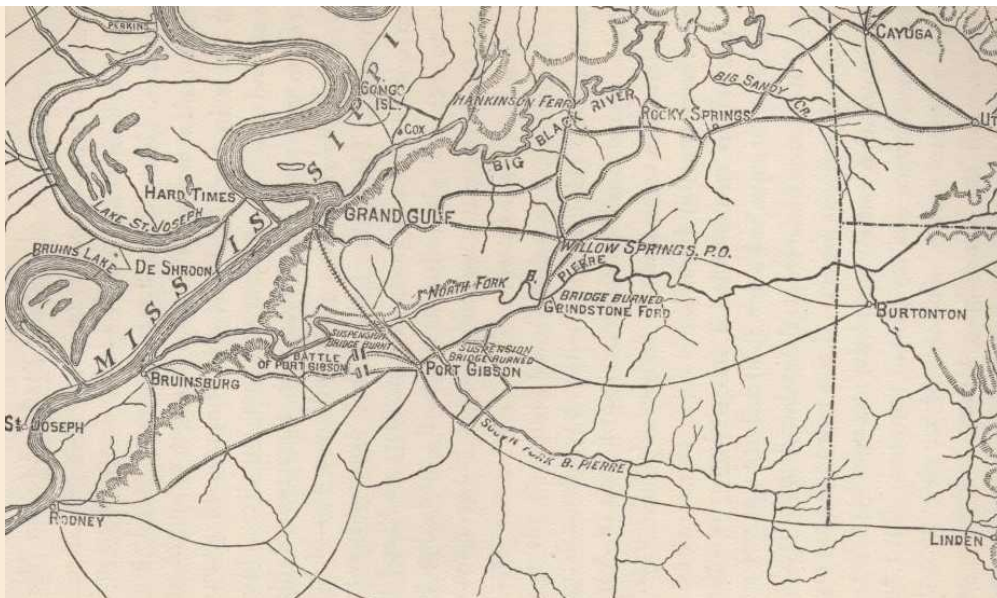 PERKINS
CAYUGA
CONGO
ISL.
HANKINSON FERRY
BIG SANDY
CR.
COX
BIG BLACK RIVER
ROCKY SPRINGS
UT
HARD TIMES
LAKE ST. JOSEPH
GRAND GULF
MISSISSIPPI
WILLOW SPRINGS, P.O.
BRUINS LAKE
DE SHROON
NORTH FORK
B. PIERRE
BRIDGE BURNED
GRINDSTONE FORD
BURTONTON
SUSPENSION
BRIDGE BURNT
SUSPENSION
BRIDGE BURNED
BATTLE
OF PORT GIBSON
PORT GIBSON
BRUINSBURG
St. JOSEPH
SOUTH FORK B. PIERRE
RODNEY
LINDEN